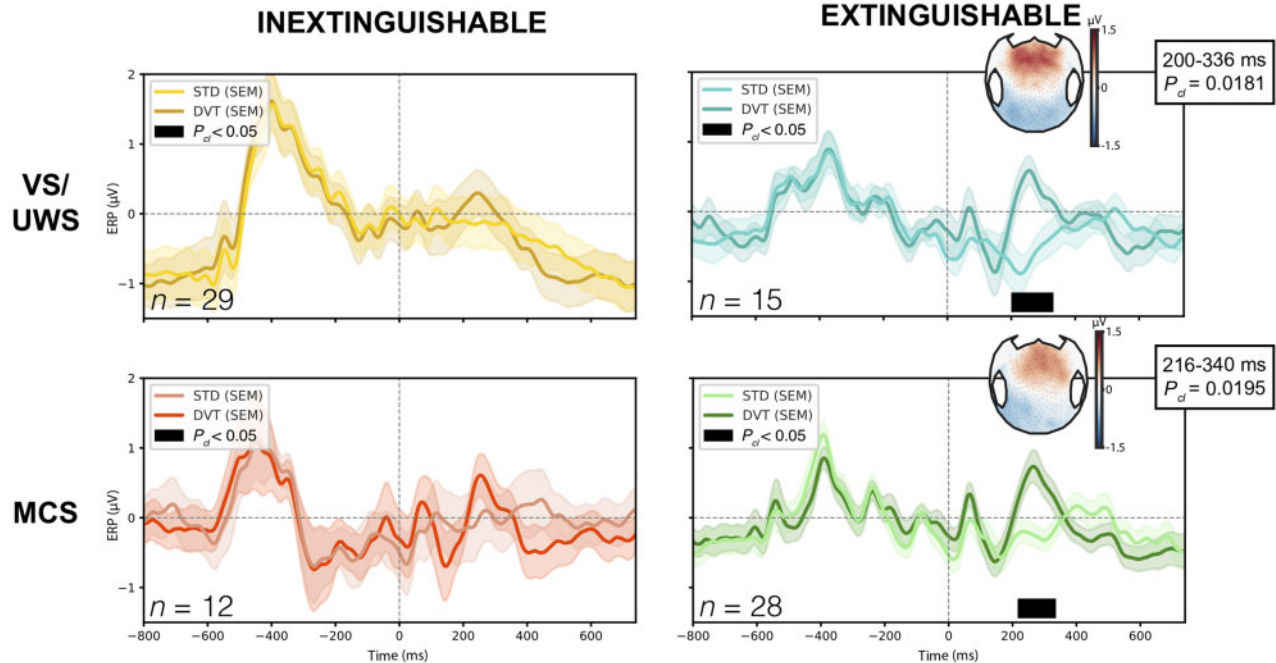 INEXTINGUISHABLE
EXTINGUISHABLE
VS/
UWS
ERP (μV)
2
1
0
−1
STD (SEM)
DVT (SEM)
P_cl < 0.05
n = 29
STD (SEM)
DVT (SEM)
P_cl < 0.05
n = 15
μV
1.5
0
-1.5
200-336 ms
P_cl = 0.0181
MCS
ERP (μV)
2
1
0
−1
STD (SEM)
DVT (SEM)
P_cl < 0.05
n = 12
−800 −600 −400 −200 0 200 400 600
Time (ms)
STD (SEM)
DVT (SEM)
P_cl < 0.05
n = 28
−800 −600 −400 −200 0 200 400 600
Time (ms)
μV
1.5
0
-1.5
216-340 ms
P_cl = 0.0195